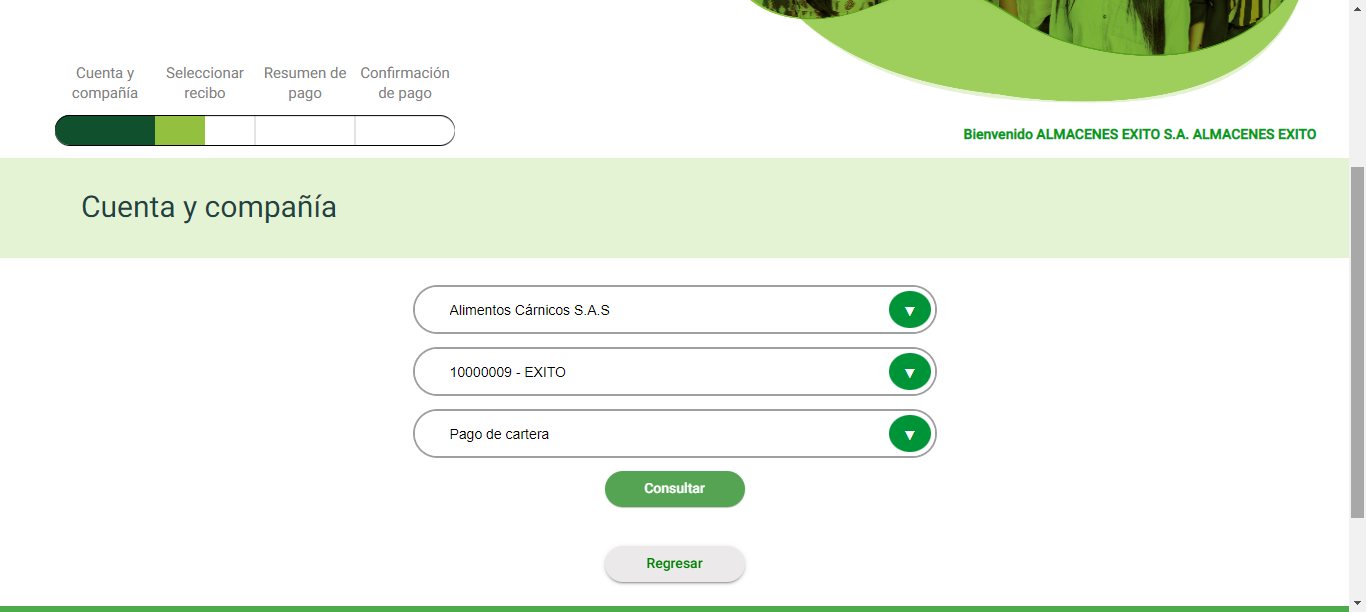 Cuenta y compañía
Seleccionar recibo
Resumen de pago
Confirmación de pago
Bienvenido ALMACENES EXITO S.A. ALMACENES EXITO
Cuenta y compañía
Alimentos Cárnicos S.A.S
10000009 - EXITO
Pago de cartera
Consultar
Regresar